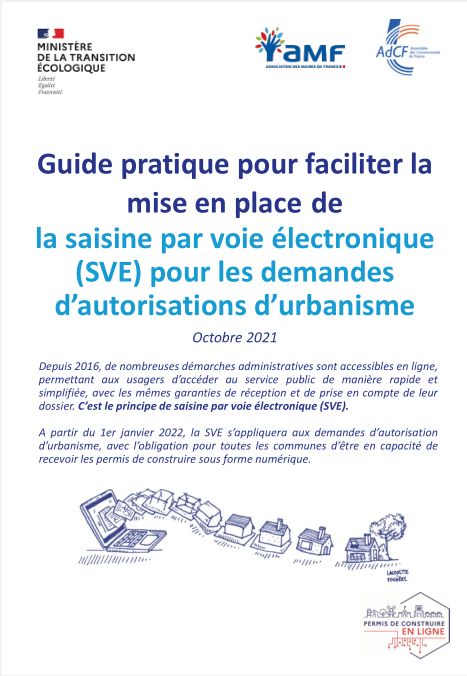 MINISTÈRE
DE LA TRANSITION
ÉCOLOGIQUE
Liberté
Égalité
Fraternité
AMF
ASSOCIATION DES MAIRES DE FRANCE
AdCF
Assemblée
des Communautés
de France
Guide pratique pour faciliter la
mise en place de
la saisine par voie électronique
(SVE) pour les demandes
d’autorisations d’urbanisme
Octobre 2021
Depuis 2016, de nombreuses démarches administratives sont accessibles en ligne,
permettant aux usagers d’accéder au service public de manière rapide et
simplifiée, avec les mêmes garanties de réception et de prise en compte de leur
dossier. C’est le principe de saisine par voie électronique (SVE).
A partir du 1er janvier 2022, la SVE s’appliquera aux demandes d’autorisation
d’urbanisme, avec l’obligation pour toutes les communes d’être en capacité de
recevoir les permis de construire sous forme numérique.
PERMIS DE CONSTRUIRE
EN LIGNE